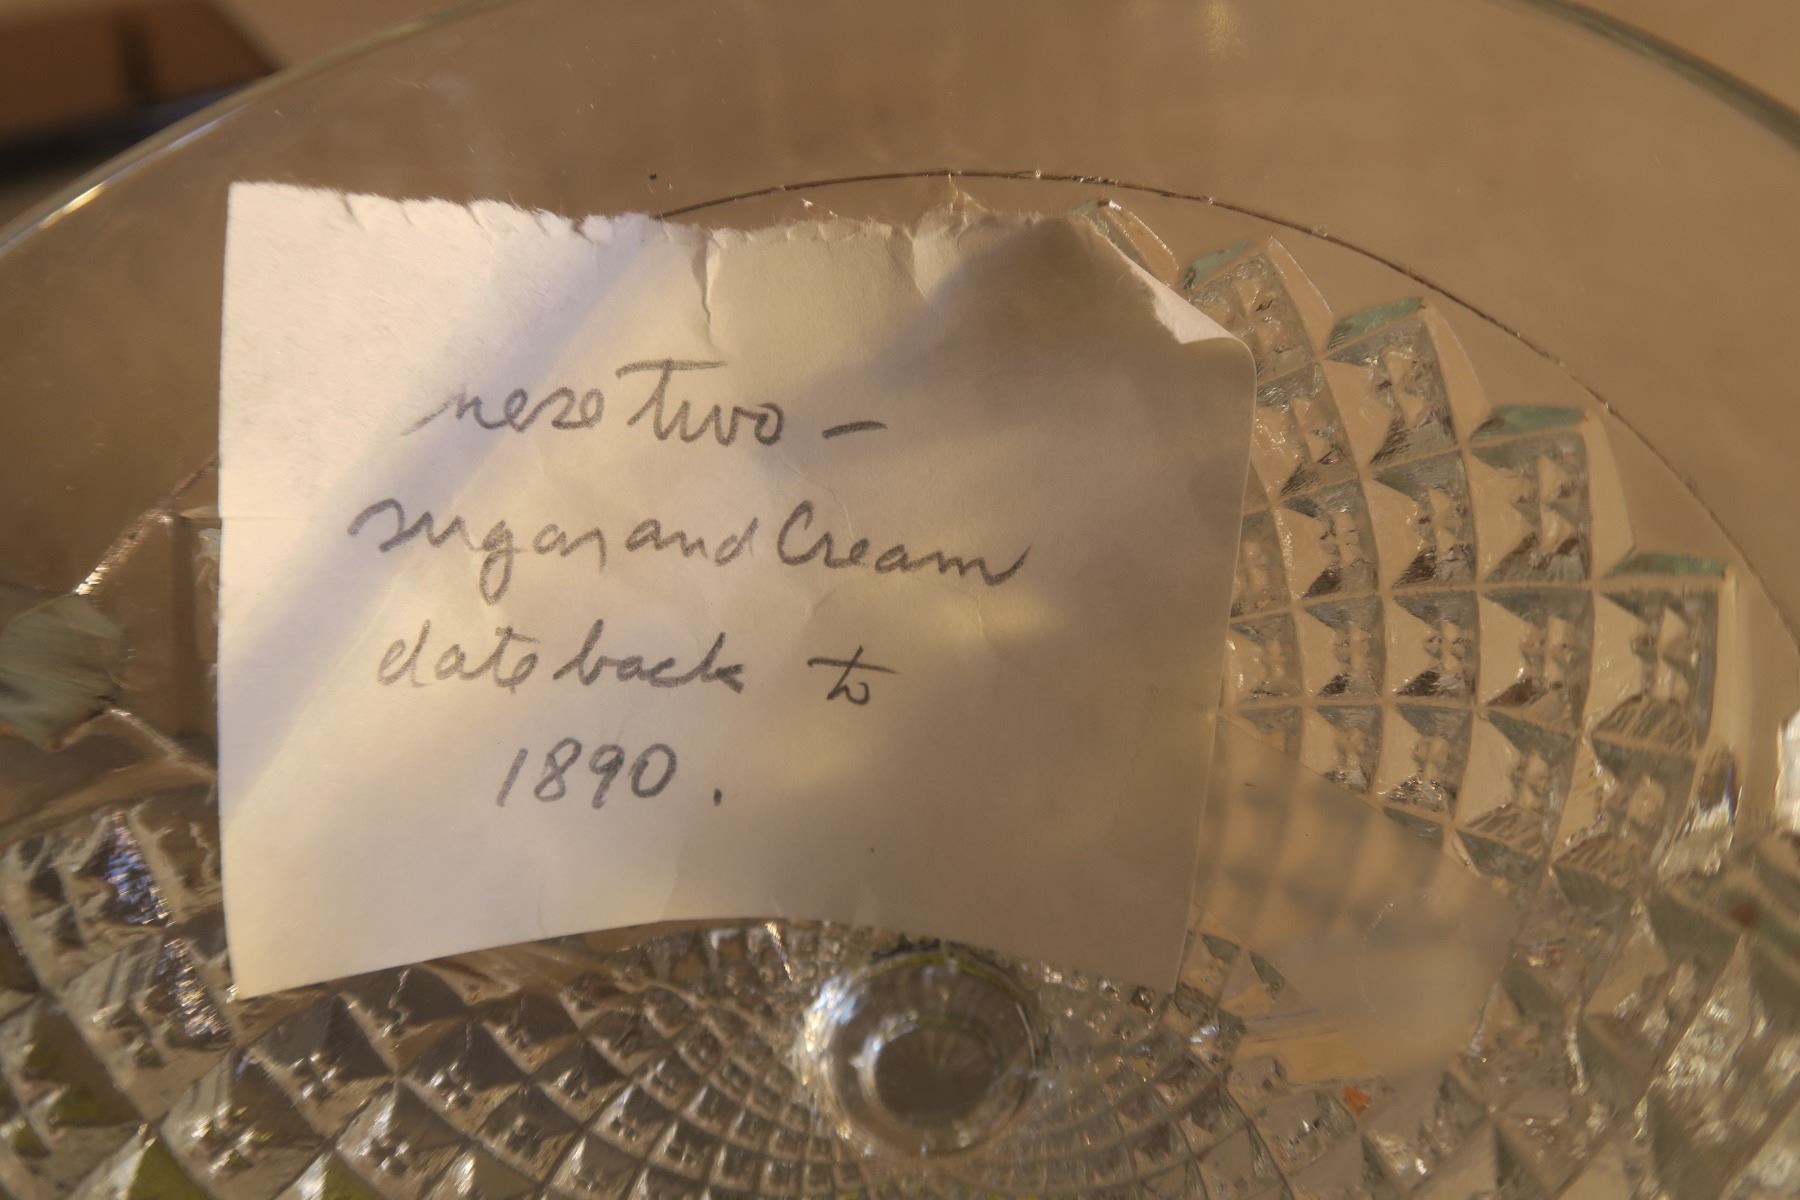 these two -
sugar and Cream
date back to
1890.